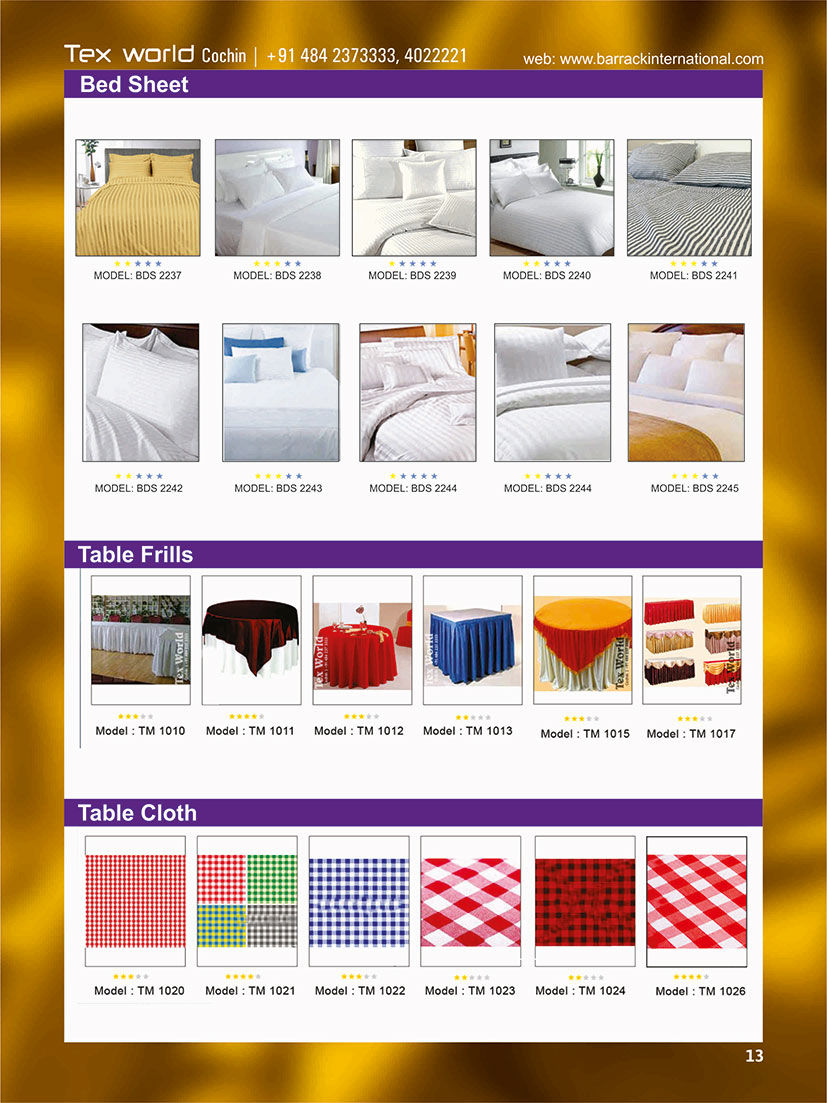 Tex world Cochin | +91 484 2373333, 4022221
web: www.barrackinternational.com
Bed Sheet
MODEL: BDS 2237
MODEL: BDS 2238
MODEL: BDS 2239
MODEL: BDS 2240
MODEL: BDS 2241
MODEL: BDS 2242
MODEL: BDS 2243
MODEL: BDS 2244
MODEL: BDS 2244
MODEL: BDS 2245
Table Frills
Tex World
Tex World
Tex World
Tex World
Tex World
Model : TM 1010
Model : TM 1011
Model : TM 1012
Model : TM 1013
Model : TM 1015
Model : TM 1017
Table Cloth
Model : TM 1020
Model : TM 1021
Model : TM 1022
Model : TM 1023
Model : TM 1024
Model : TM 1026
13